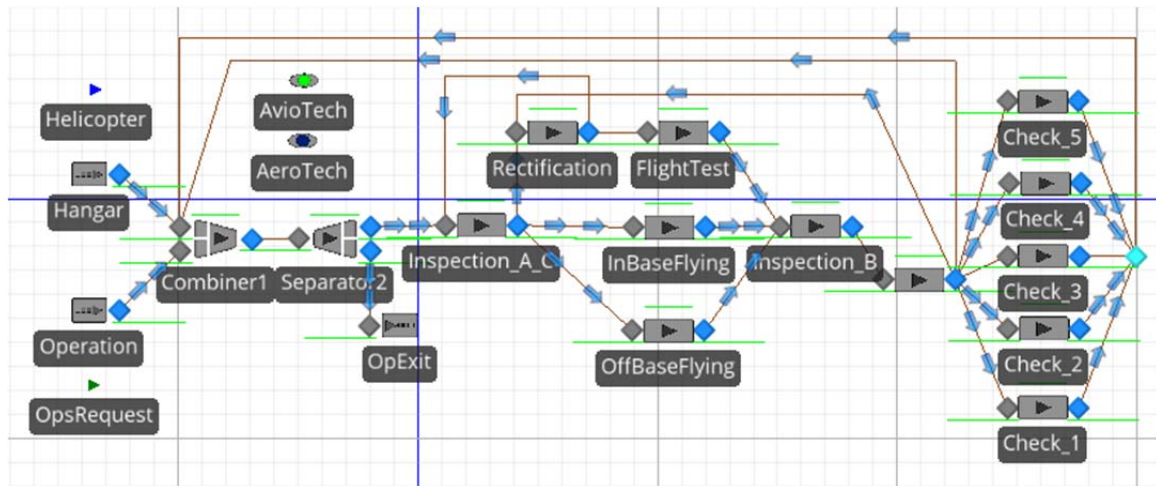 Helicopter
AvioTech
AeroTech
Hangar
Combiner1
Separator2
Operation
OpsRequest
OpExit
Rectification
FlightTest
Inspection_A_C
InBaseFlying
Inspection_B
OffBaseFlying
Check_5
Check_4
Check_3
Check_2
Check_1